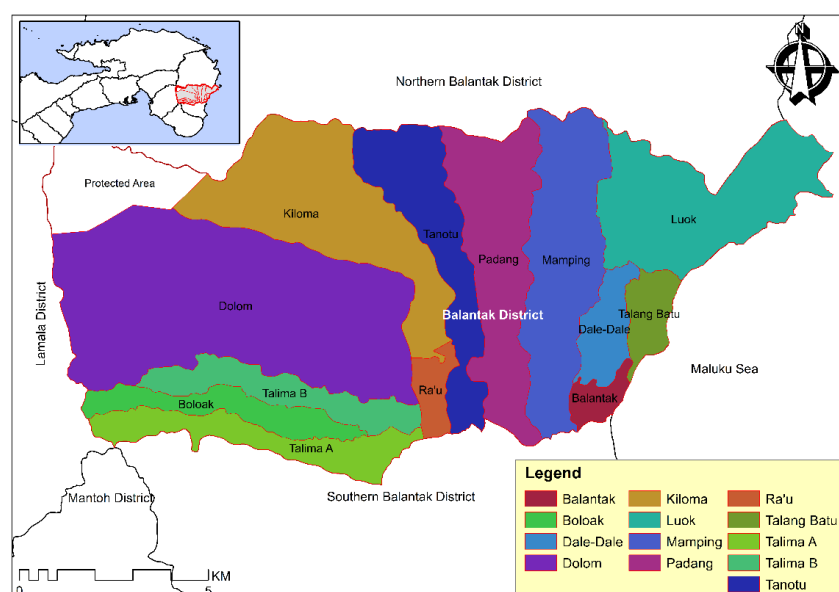 Northern Balantak District
Protected Area
Kiloma
Luok
Tanotu
Padang
Mamping
Dolom
Balantak District
Talang Batu
Dale-Dale
Lamala District
Maluku Sea
Ra'u
Talima B
Balantak
Boloak
Talima A
Southern Balantak District
Mantoh District
KM
0
5
Legend
Balantak
Boloak
Dale-Dale
Dolom
Kiloma
Luok
Mamping
Padang
Ra'u
Talang Batu
Talima A
Talima B
Tanotu